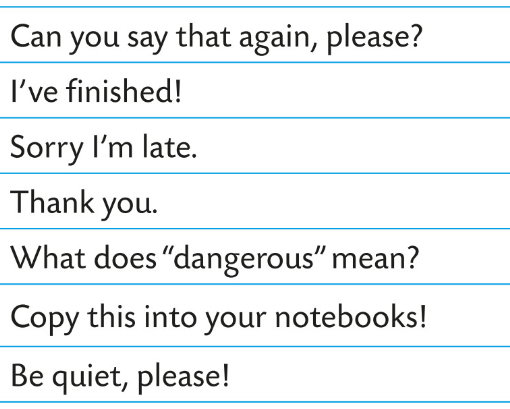 Can you say that again, please?
I’ve finished!
Sorry I’m late.
Thank you.
What does “dangerous” mean?
Copy this into your notebooks!
Be quiet, please!